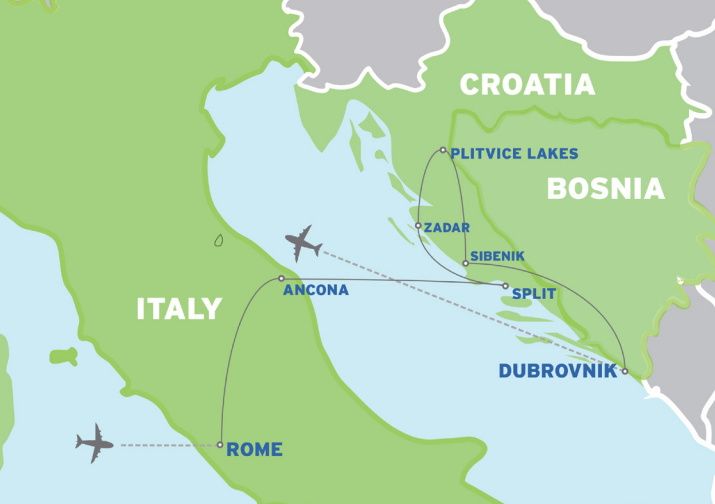 CROATIA
PLITVICE LAKES
BOSNIA
ZADAR
SIBENIK
ANCONA
SPLIT
ITALY
DUBROVNIK
ROME